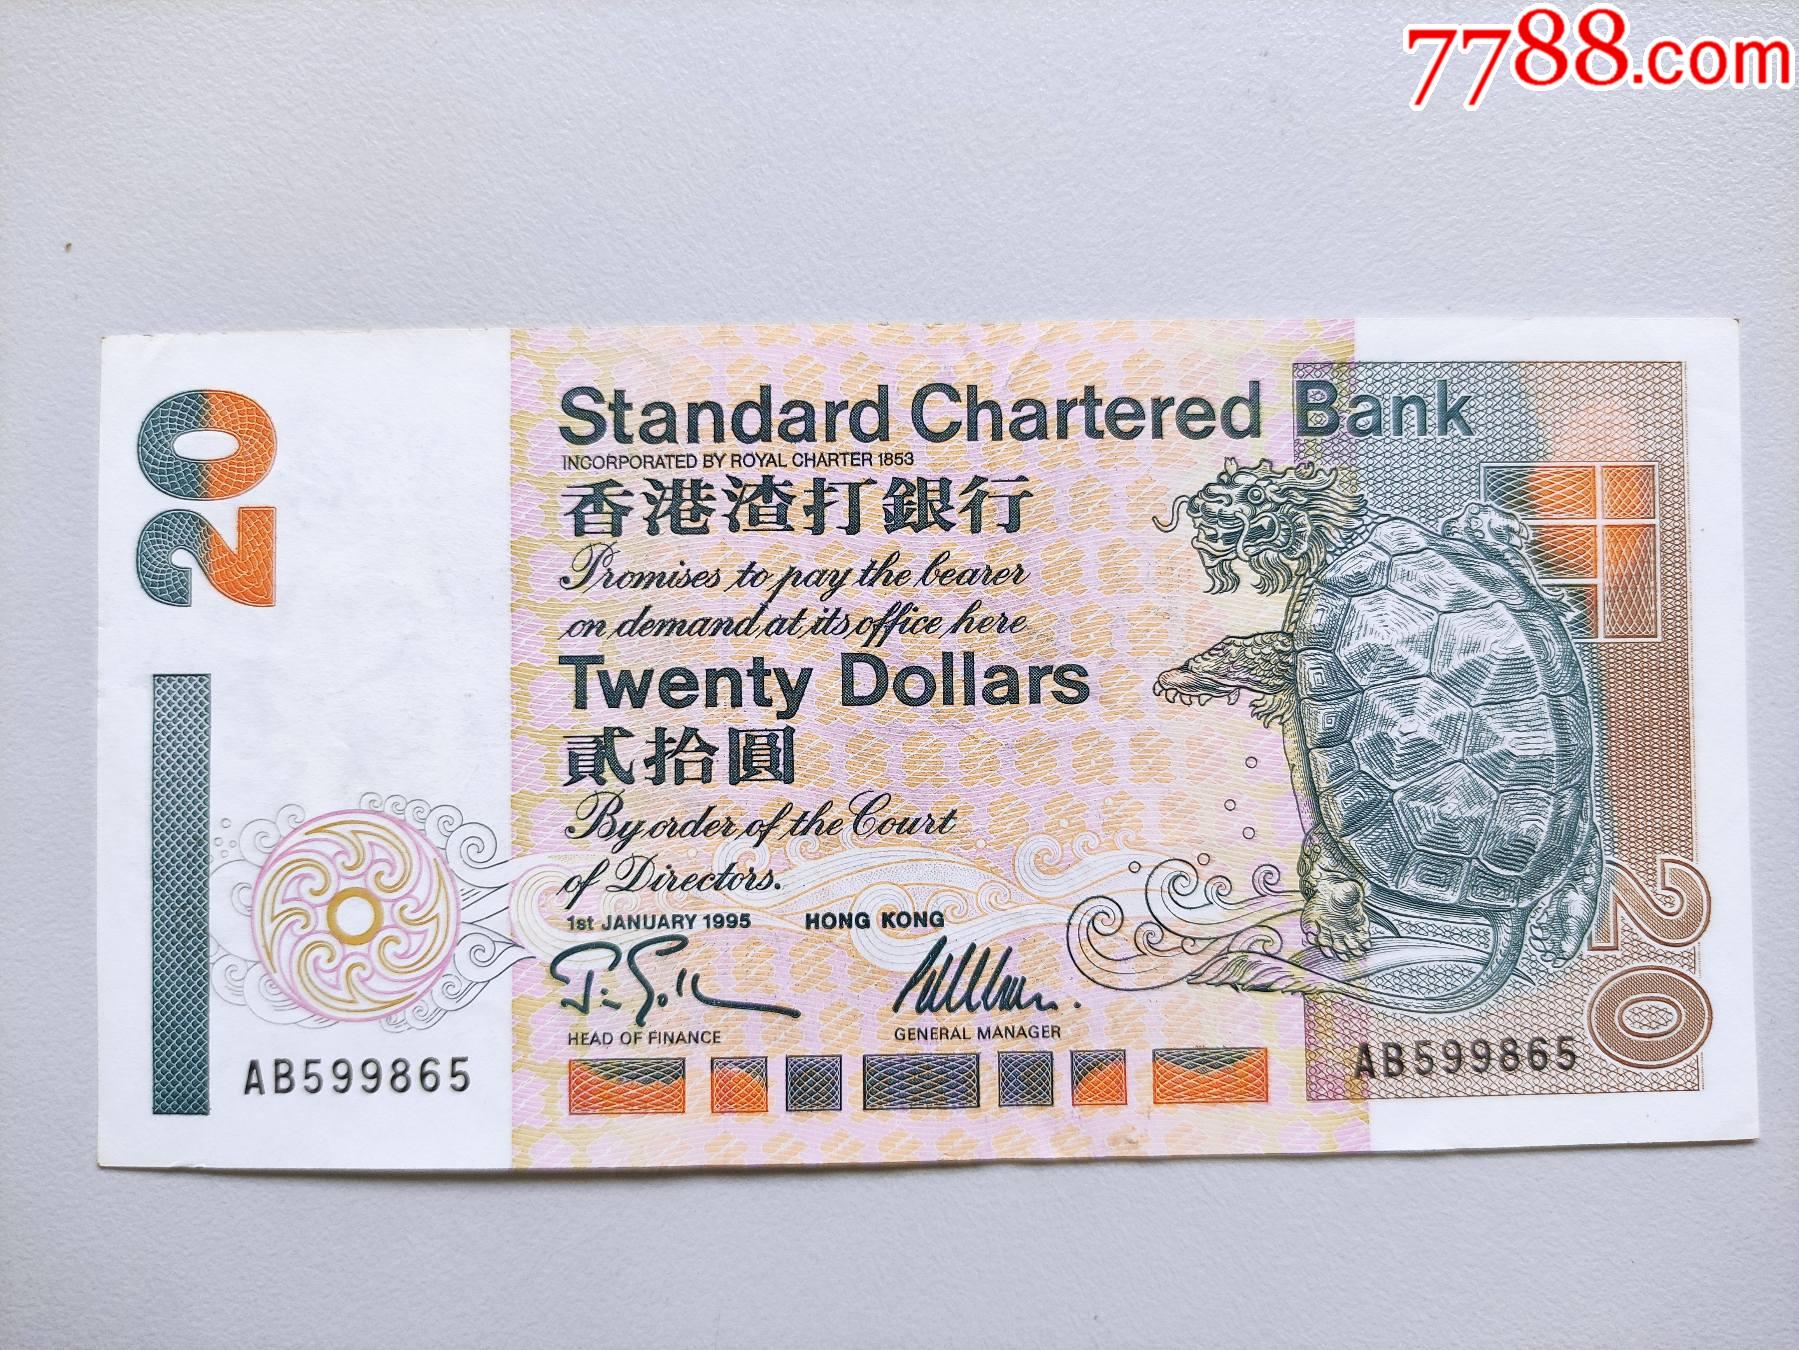 7788.com
20
Standard Chartered Bank
INCORPORATED BY ROYAL CHARTER 1853
香港渣打銀行
Promises to pay the bearer
on demand at its office here
Twenty Dollars
貳拾圓
By order of the Court
of Directors.
1st JANUARY 1995 HONG KONG
HEAD OF FINANCE GENERAL MANAGER
AB599865
AB599865
20